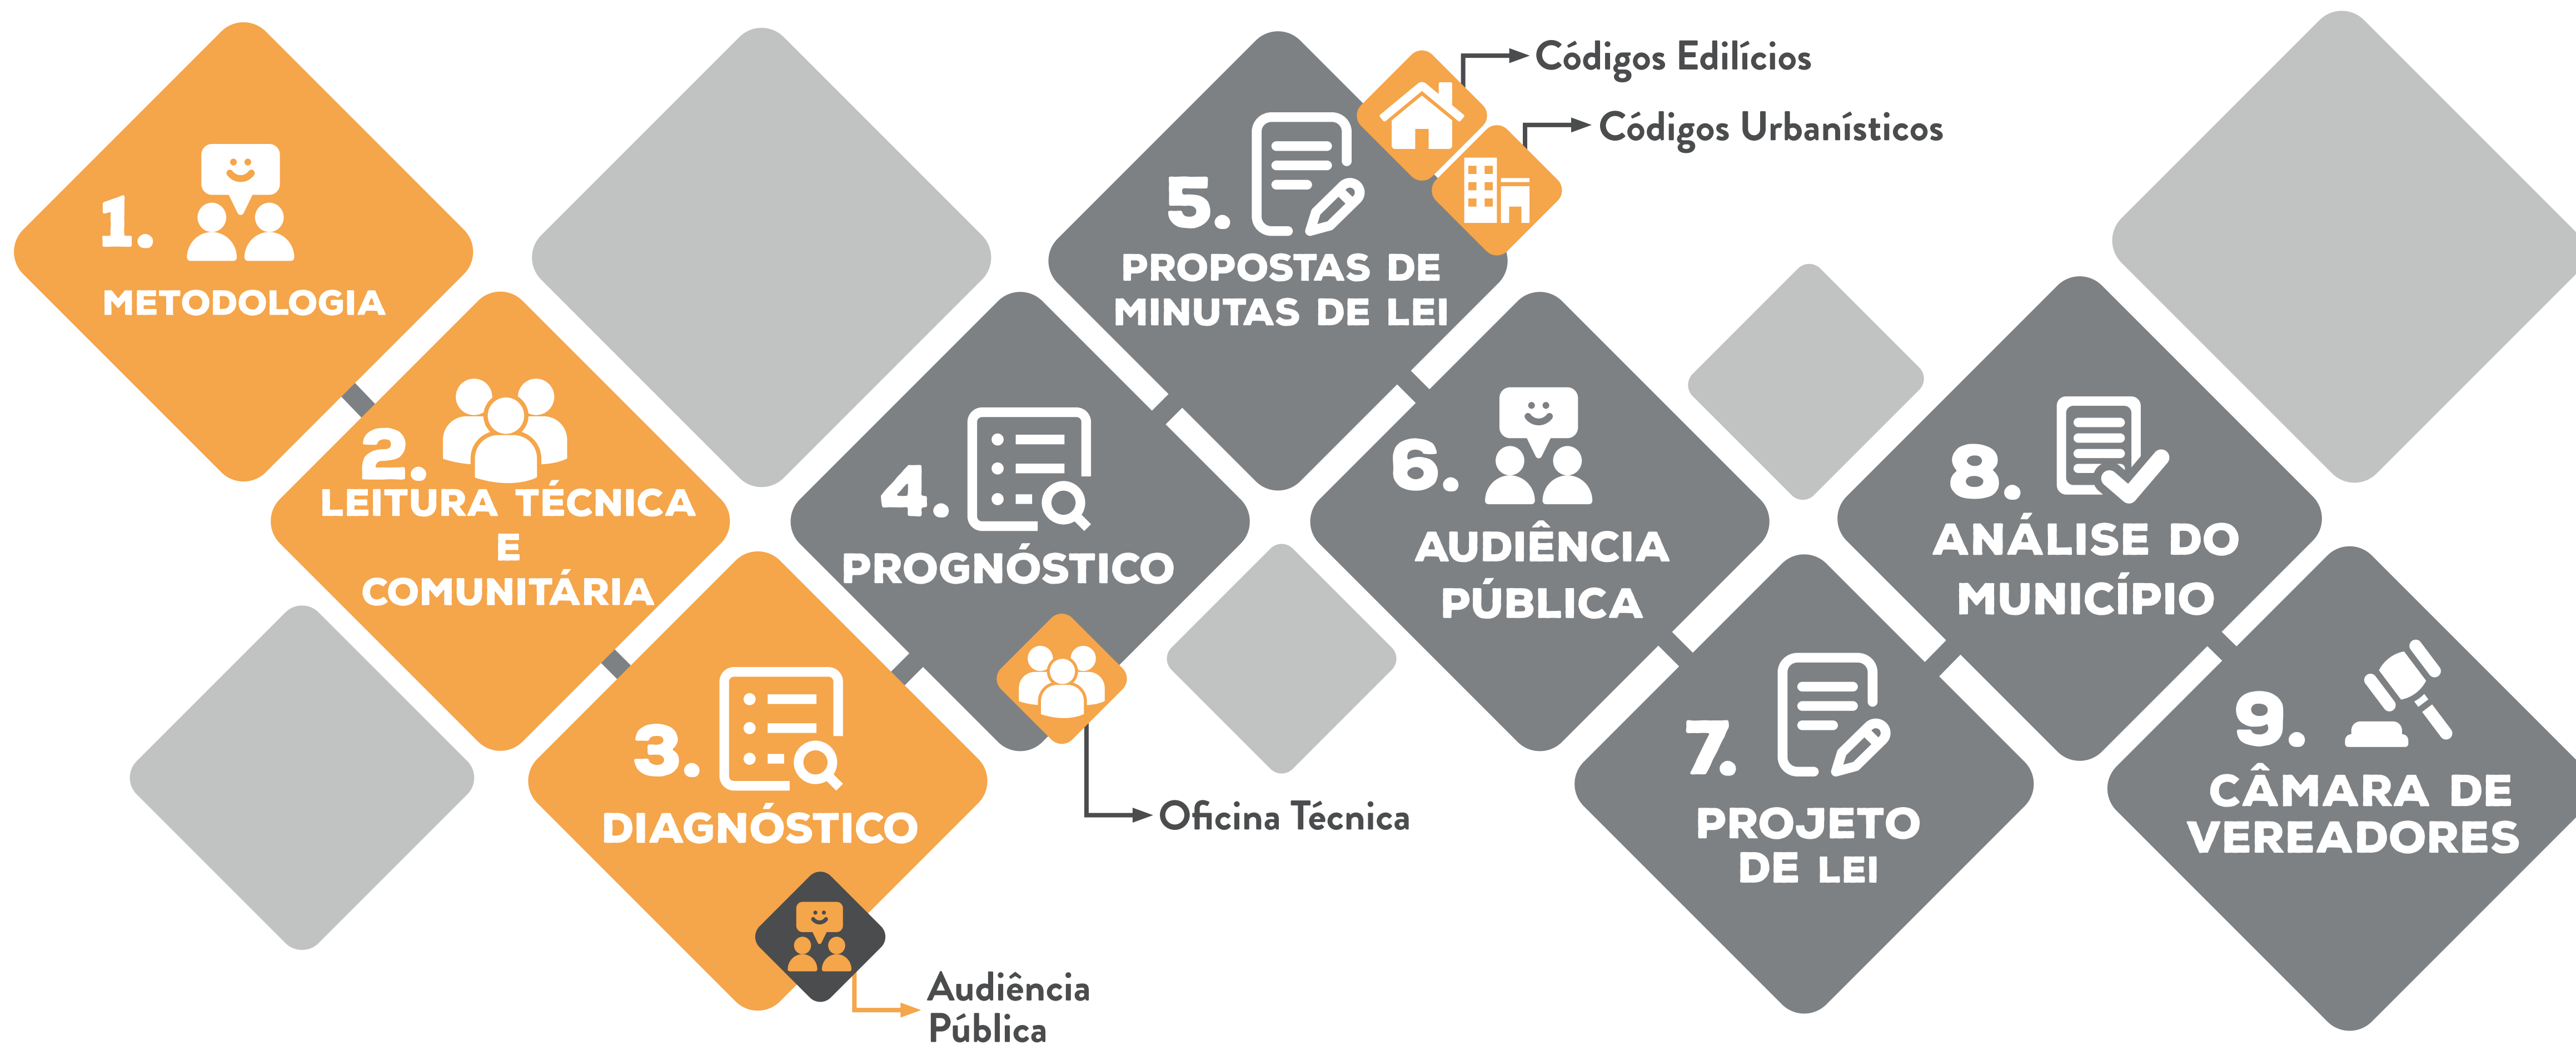 1.
METODOLOGIA
2.
LEITURA TÉCNICA
E
COMUNITÁRIA
3.
DIAGNÓSTICO
Audiência
Pública
4.
PROGNÓSTICO
Oficina Técnica
5.
PROPOSTAS DE
MINUTAS DE LEI
Códigos Edilícios
Códigos Urbanísticos
6.
AUDIÊNCIA
PÚBLICA
7.
PROJETO
DE LEI
8.
ANÁLISE DO
MUNICÍPIO
9.
CÂMARA DE
VEREADORES